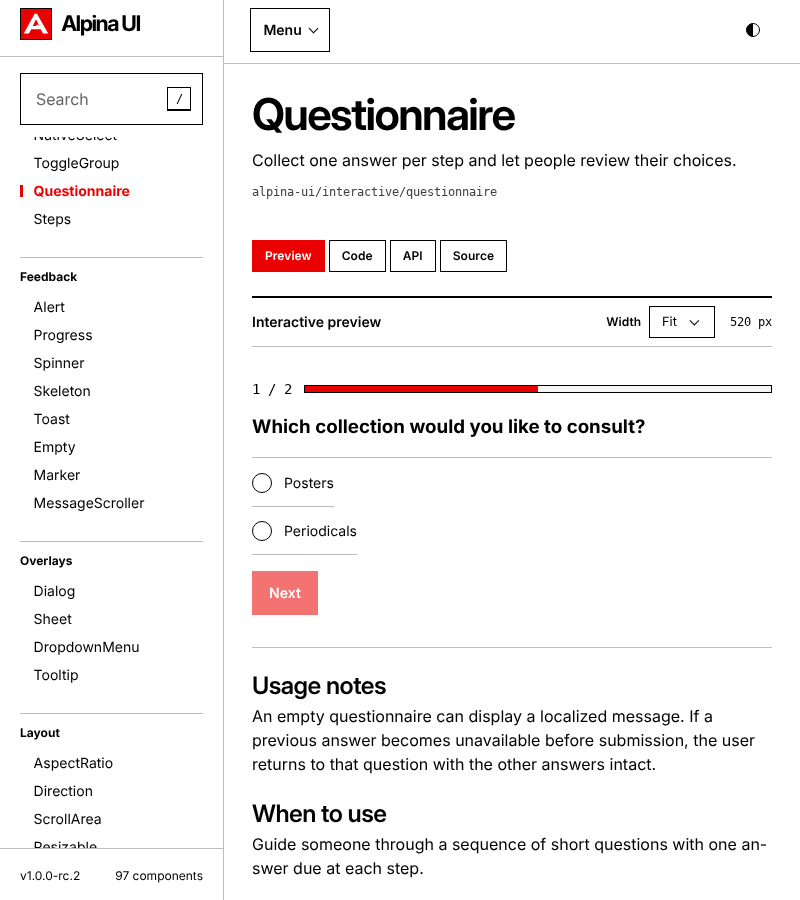 Alpina UI
Search
/
NativeSelect
ToggleGroup
Questionnaire
Steps
Feedback
Alert
Progress
Spinner
Skeleton
Toast
Empty
Marker
MessageScroller
Overlays
Dialog
Sheet
DropdownMenu
Tooltip
Layout
AspectRatio
Direction
ScrollArea
Resizable
v1.0.0-rc.2 97 components
Menu
Questionnaire
Collect one answer per step and let people review their choices.
alpina-ui/interactive/questionnaire
Preview Code API Source
Interactive preview Width Fit 520 px
1 / 2
Which collection would you like to consult?
Posters
Periodicals
Next
Usage notes
An empty questionnaire can display a localized message. If a
previous answer becomes unavailable before submission, the user
returns to that question with the other answers intact.
When to use
Guide someone through a sequence of short questions with one an-
swer due at each step.